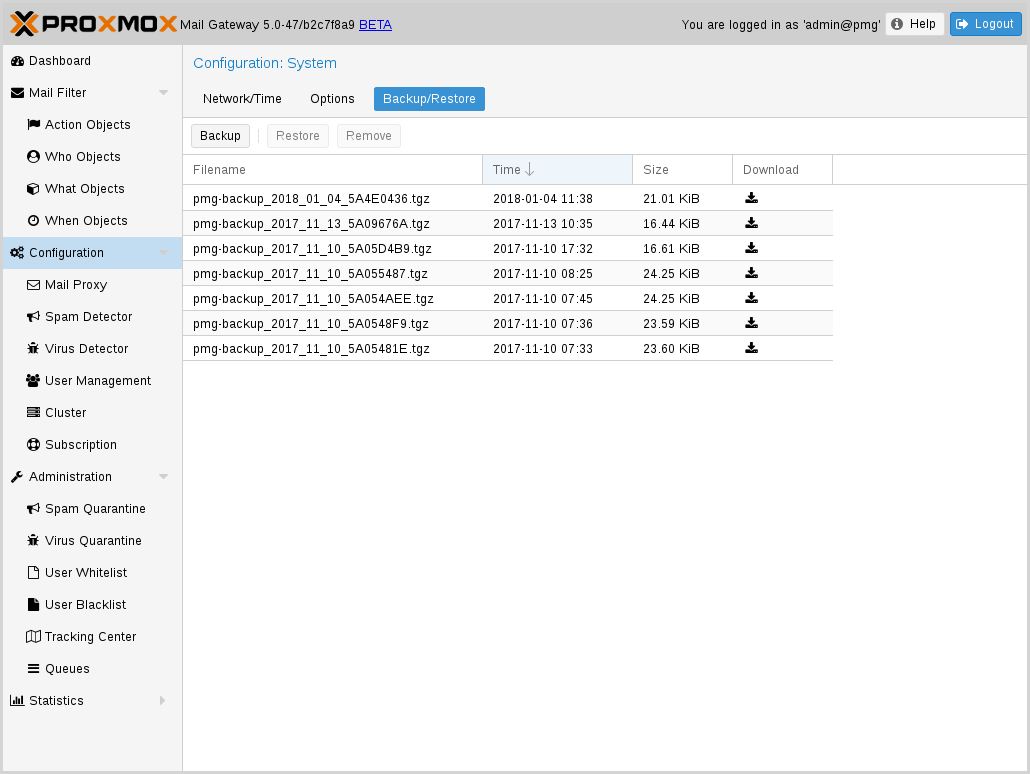 PROXMOX Mail Gateway 5.0-47/b2c7f8a9 BETA You are logged in as 'admin@pmg' Help Logout
Dashboard
Mail Filter
Action Objects
Who Objects
What Objects
When Objects
Configuration
Mail Proxy
Spam Detector
Virus Detector
User Management
Cluster
Subscription
Administration
Spam Quarantine
Virus Quarantine
User Whitelist
User Blacklist
Tracking Center
Queues
Statistics
Configuration: System
Network/Time Options Backup/Restore
Backup Restore Remove
Filename Time Size Download
pmg-backup_2018_01_04_5A4E0436.tgz 2018-01-04 11:38 21.01 KiB
pmg-backup_2017_11_13_5A09676A.tgz 2017-11-13 10:35 16.44 KiB
pmg-backup_2017_11_10_5A05D4B9.tgz 2017-11-10 17:32 16.61 KiB
pmg-backup_2017_11_10_5A055487.tgz 2017-11-10 08:25 24.25 KiB
pmg-backup_2017_11_10_5A054AEE.tgz 2017-11-10 07:45 24.25 KiB
pmg-backup_2017_11_10_5A0548F9.tgz 2017-11-10 07:36 23.59 KiB
pmg-backup_2017_11_10_5A05481E.tgz 2017-11-10 07:33 23.60 KiB